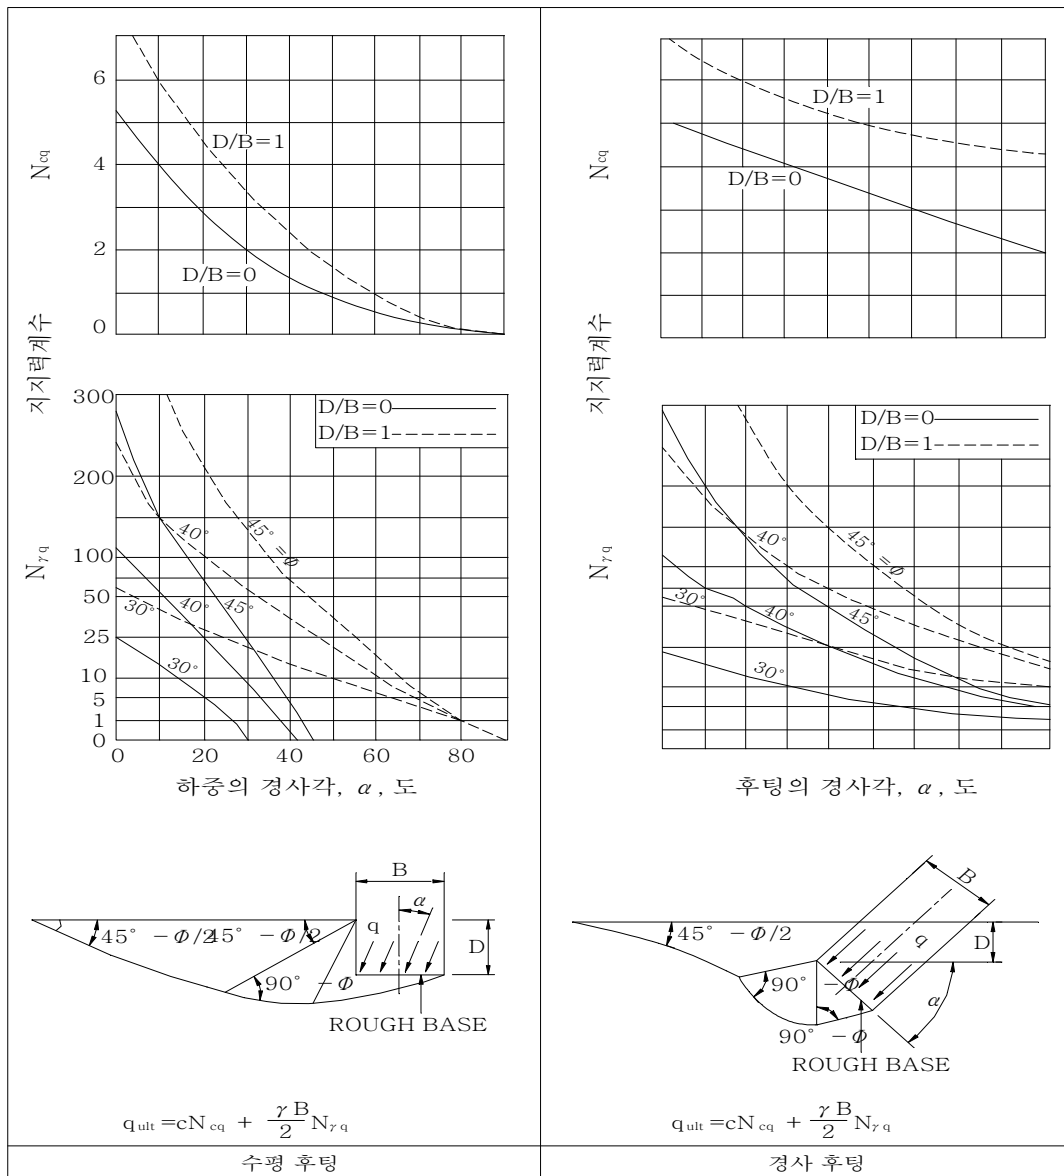 6
4
2
0
N_cq
D/B=1
D/B=0
N_cq
D/B=1
D/B=0
지지력계수
지지력계수
300
200
100
50
25
10
5
1
0
N_γq
D/B=0
D/B=1
45°=Φ
40°
40°
45°
30°
30°
0
20
40
60
80
하중의 경사각, α, 도
N_γq
D/B=0
D/B=1
45°=Φ
40°
30°
40°
45°
30°
후팅의 경사각, α, 도
B
α
q
D
45°-Φ/2
45°-Φ/2
90°-Φ
ROUGH BASE
B
q
D
α
45°-Φ/2
90°-Φ
90°-Φ
ROUGH BASE
q_ult=cN_cq + γB/2 N_γq
q_ult=cN_cq + γB/2 N_γq
수평 후팅
경사 후팅